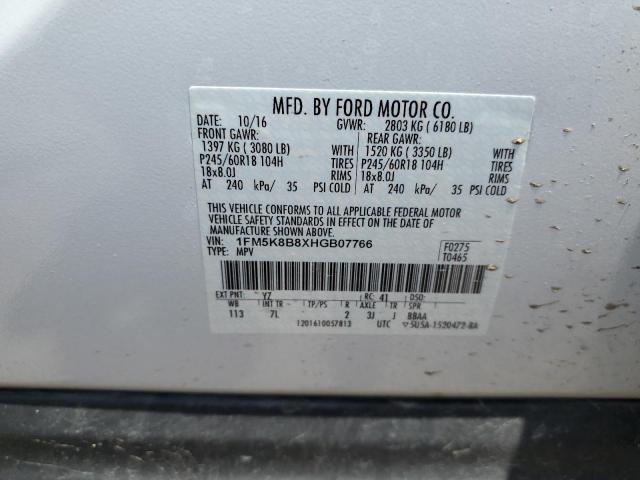 MFD. BY FORD MOTOR CO.
DATE: 10/16 GVWR: 2803 KG ( 6180 LB)
FRONT GAWR: REAR GAWR:
1397 KG ( 3080 LB) WITH 1520 KG ( 3350 LB) WITH
P245/60R18 104H TIRES P245/60R18 104H TIRES
18x8.0J RIMS 18x8.0J RIMS
AT 240 kPa/ 35 PSI COLD AT 240 kPa/ 35 PSI COLD
THIS VEHICLE CONFORMS TO ALL APPLICABLE FEDERAL MOTOR
VEHICLE SAFETY STANDARDS IN EFFECT ON THE DATE OF
MANUFACTURE SHOWN ABOVE.
VIN: 1FM5K8B8XHGB07766 F0275
TYPE: MPV T0465
EXT PNT: YZ RC: 41 DSO:
WB INT TR TP/PS R AXLE TR SPR
113 7L 2 3J J BBAA
1201610057813 UTC 5U5A-1520472-BA